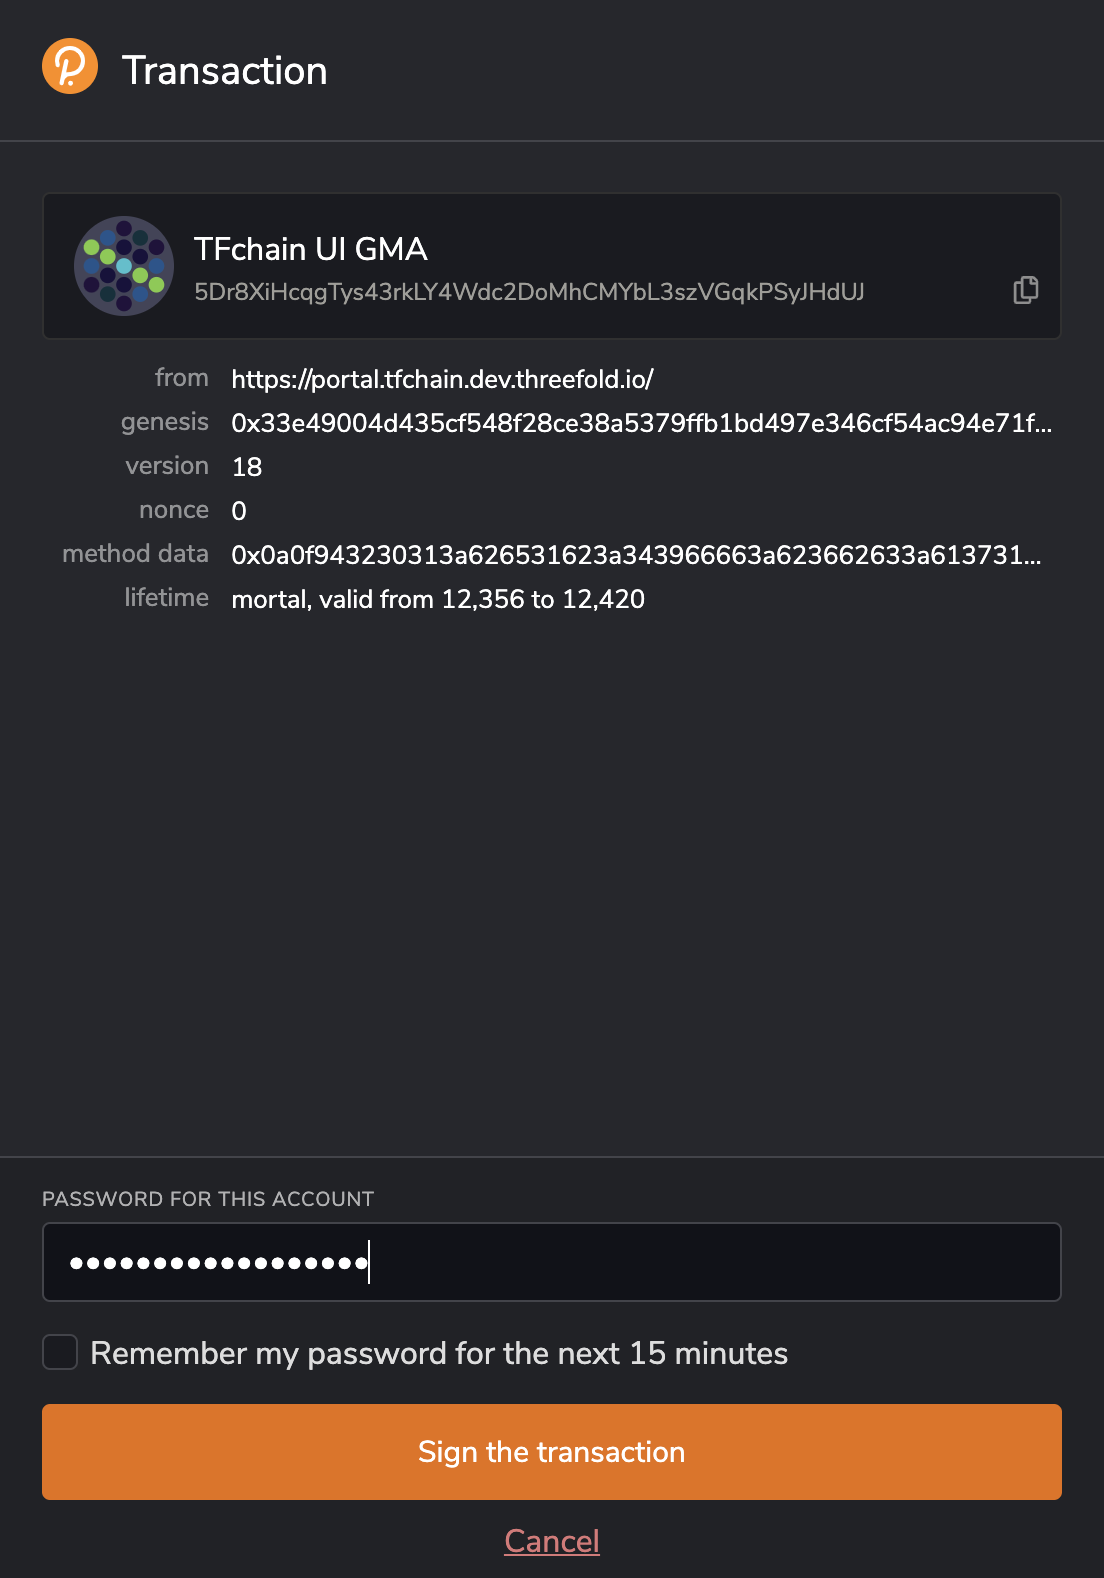 Transaction
TFchain UI GMA
5Dr8XiHcqgTys43rkLY4Wdc2DoMhCMYbL3szVGqkPSyJHdUJ
from https://portal.tfchain.dev.threefold.io/
genesis 0x33e49004d435cf548f28ce38a5379ffb1bd497e346cf54ac94e71f...
version 18
nonce 0
method data 0x0a0f943230313a626531623a343966663a623662633a613731...
lifetime mortal, valid from 12,356 to 12,420
PASSWORD FOR THIS ACCOUNT
••••••••••••••••••
Remember my password for the next 15 minutes
Sign the transaction
Cancel